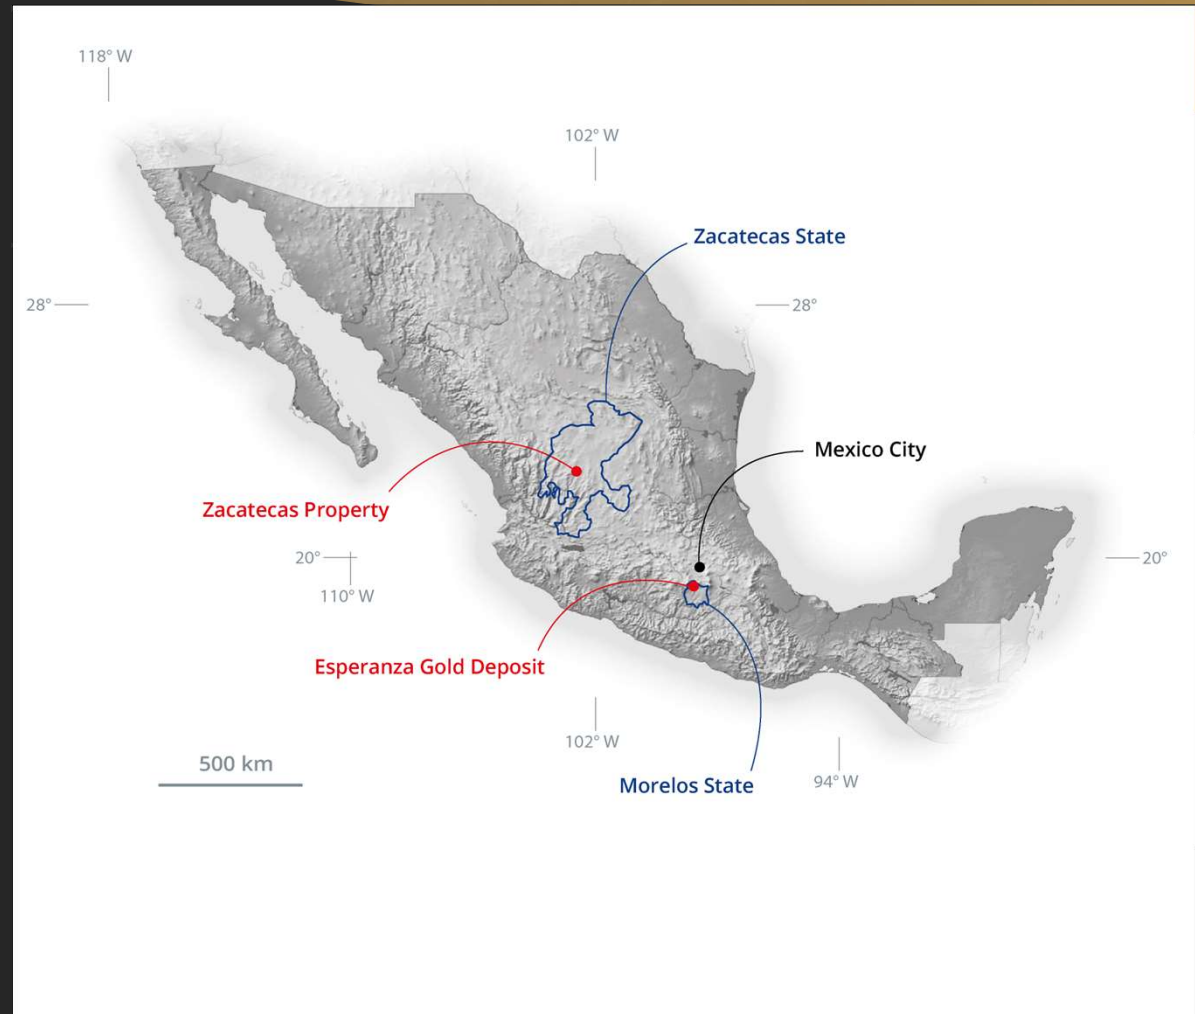 118° W
102° W
Zacatecas State
28°
28°
Mexico City
Zacatecas Property
20°
20°
110° W
Esperanza Gold Deposit
102° W
500 km
94° W
Morelos State